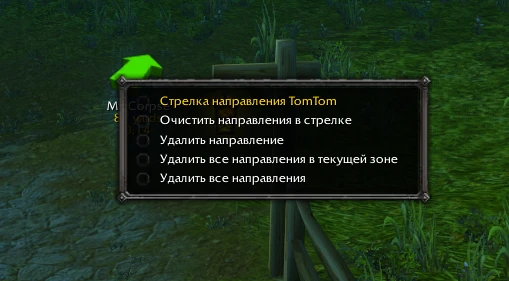 Стрелка направления TomTom
Очистить направления в стрелке
Удалить направление
Удалить все направления в текущей зоне
Удалить все направления